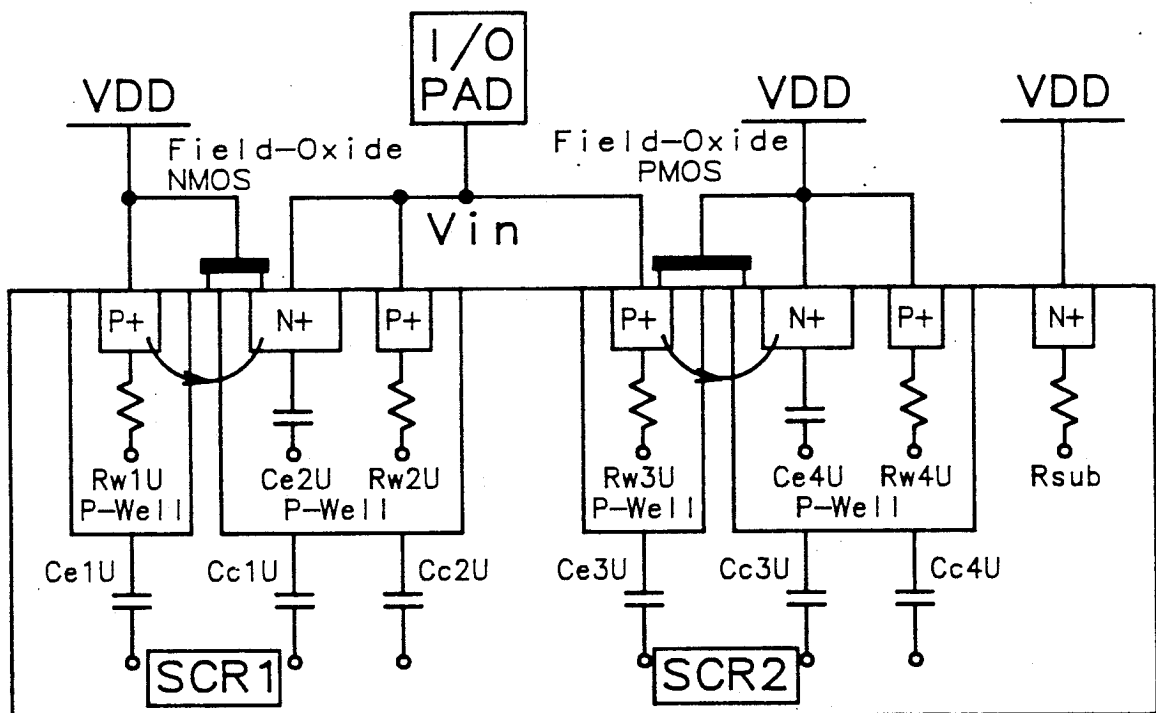 I/O
PAD
VDD
VDD
VDD
Field-Oxide
NMOS
Field-Oxide
PMOS
Vin
P+
N+
P+
P+
N+
P+
N+
Rw1U
Ce2U
Rw2U
Rw3U
Ce4U
Rw4U
Rsub
P-Well
P-Well
P-Well
P-Well
Ce1U
Cc1U
Cc2U
Ce3U
Cc3U
Cc4U
SCR1
SCR2